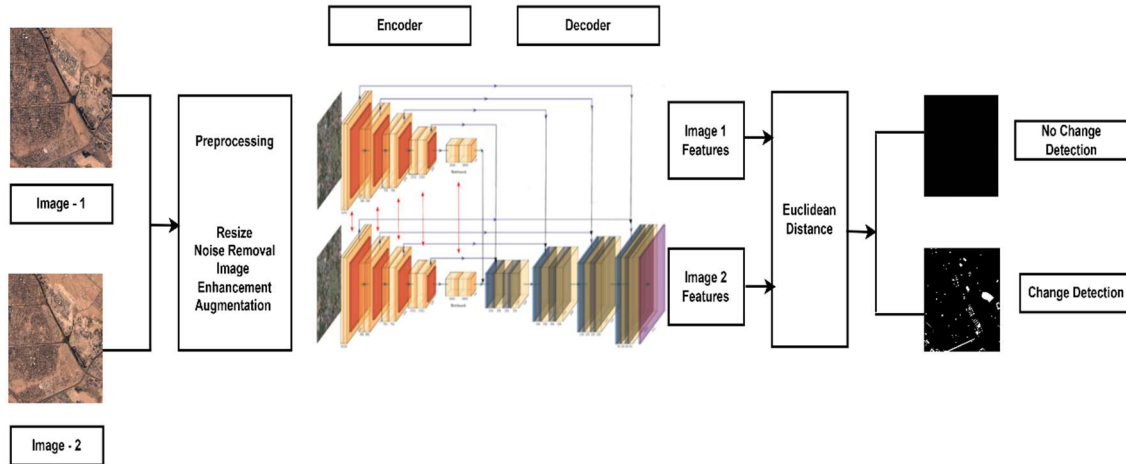 Encoder
Decoder
Image - 1
Image - 2
Preprocessing
Resize
Noise Removal
Image
Enhancement
Augmentation
Image 1
Features
Image 2
Features
Euclidean
Distance
No Change
Detection
Change Detection